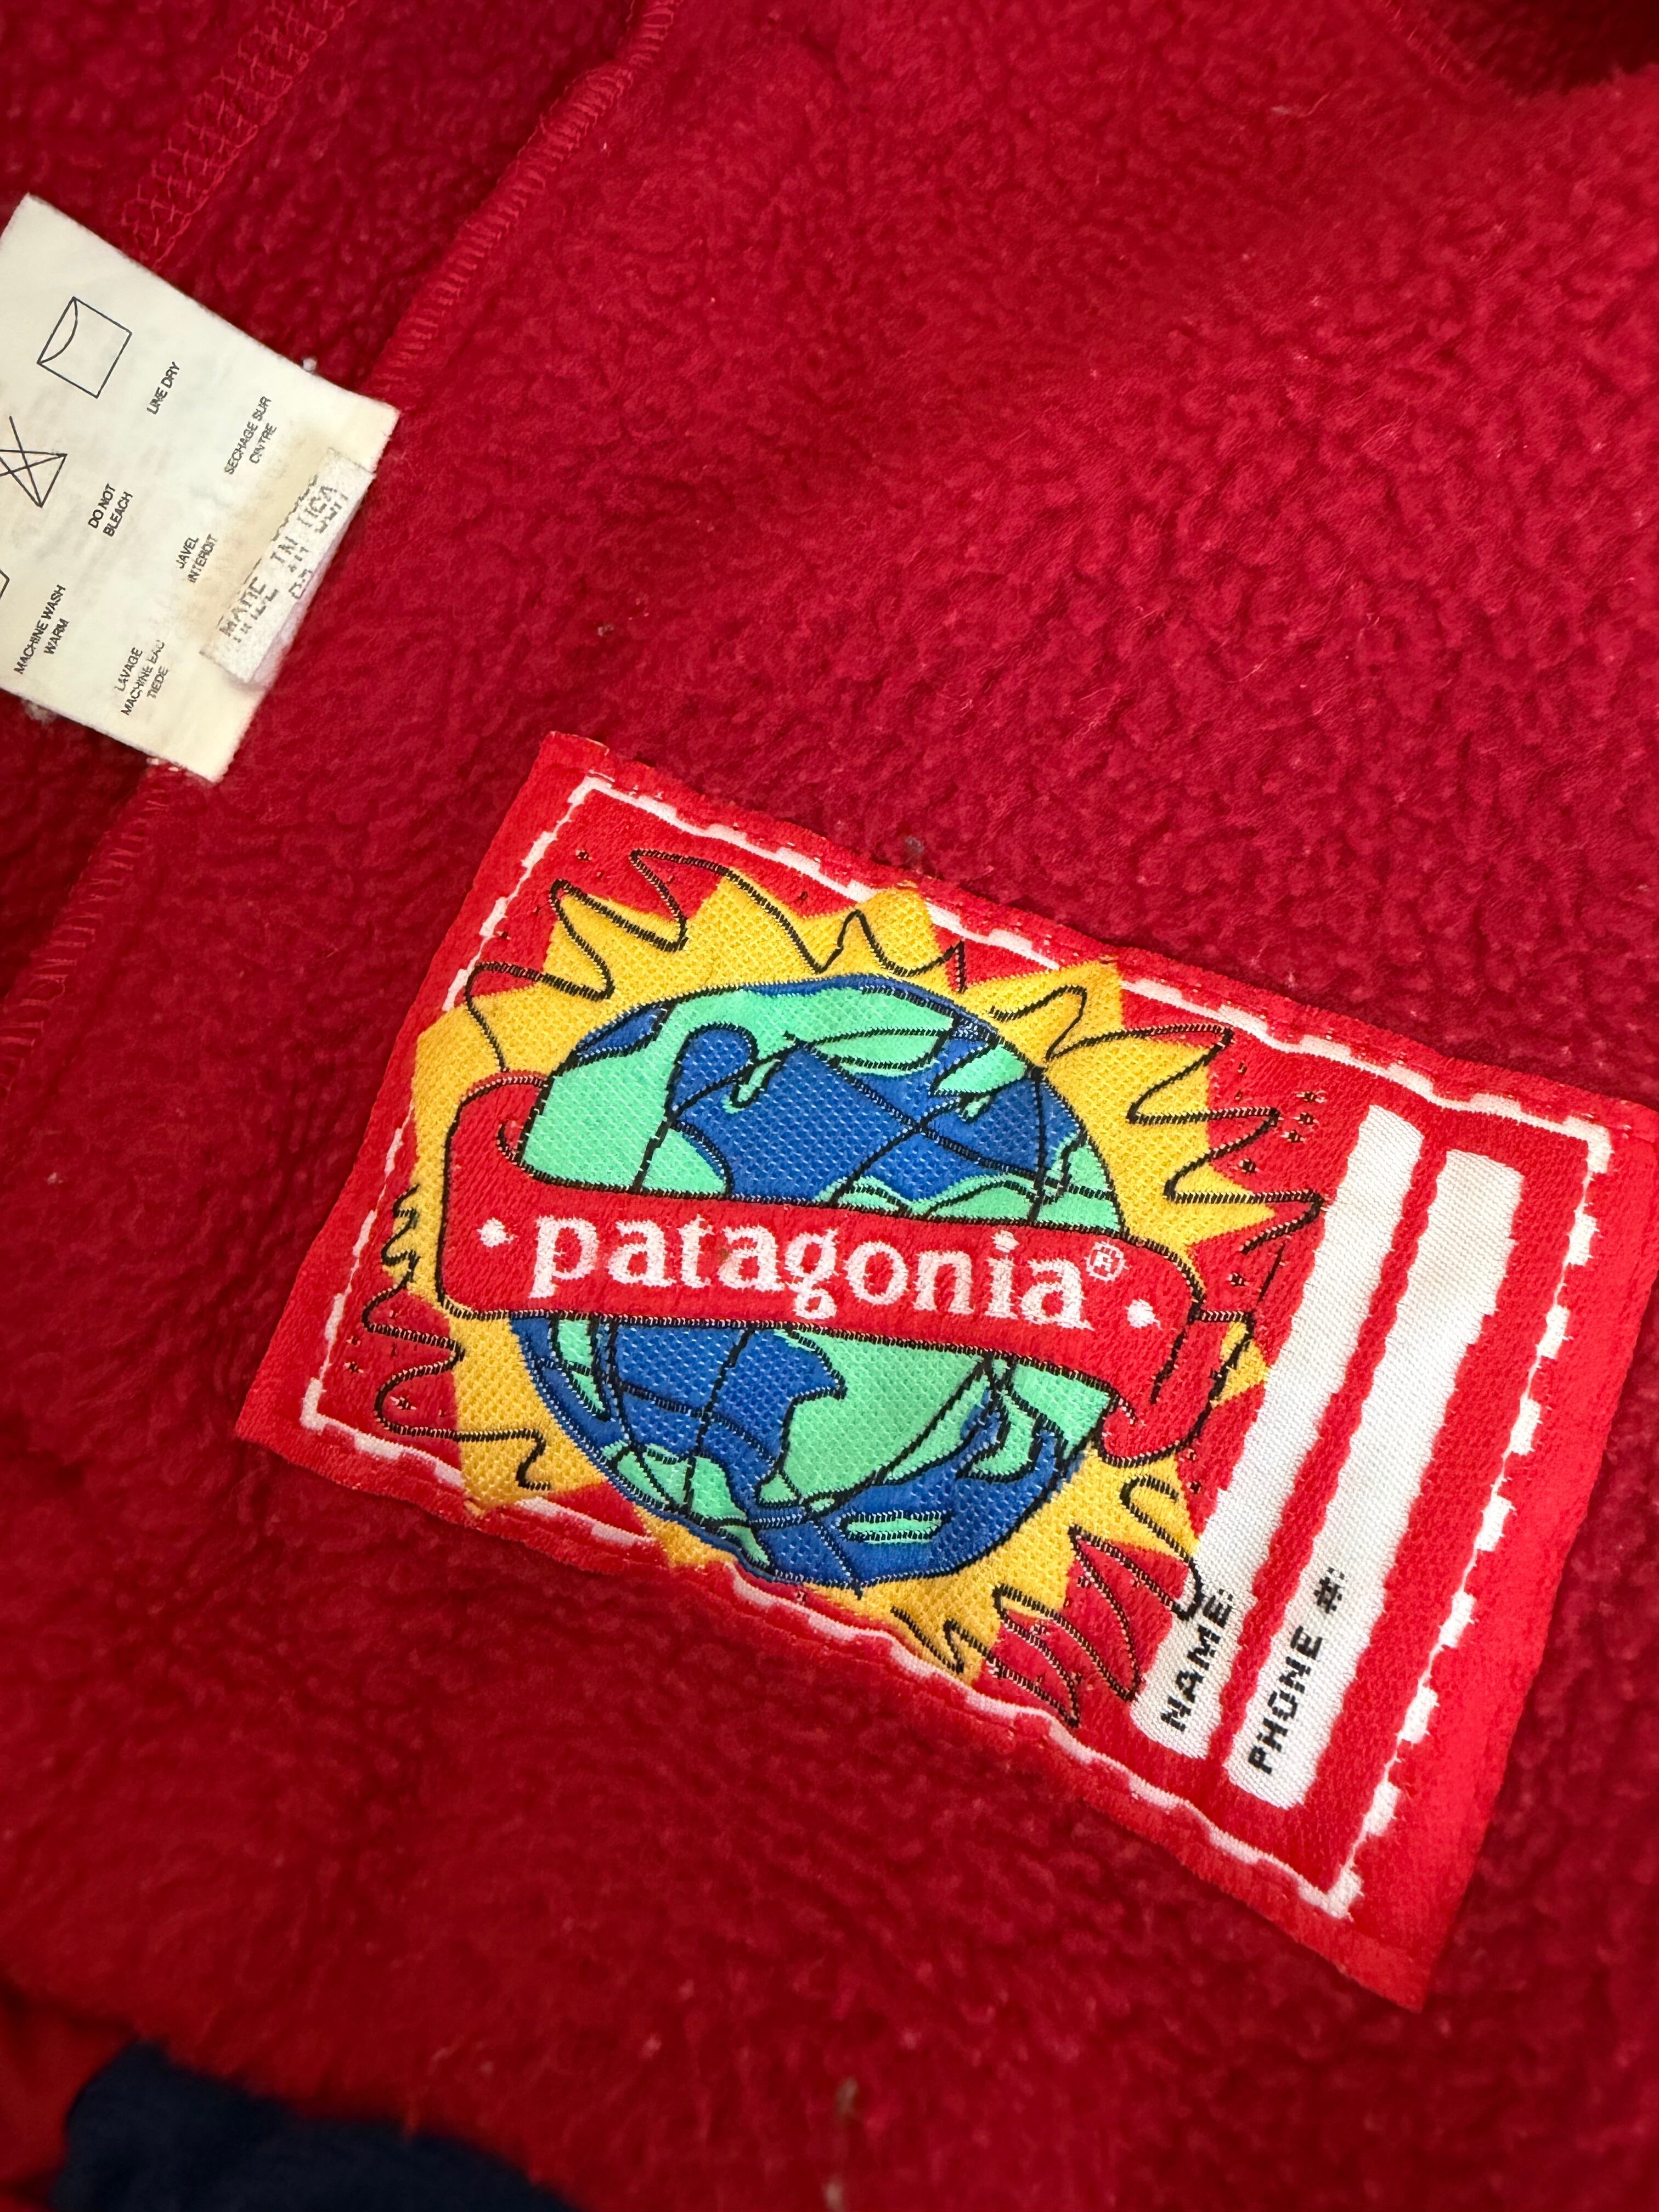 LINE DRY
SECHAGE SUR
CINTRE
DO NOT
BLEACH
JAVEL
INTERDIT
MACHINE WASH
WARM
LAVAGE
MACHINE EAU
TIEDE
MADE IN USA
patagonia®
NAME:
PHONE #: